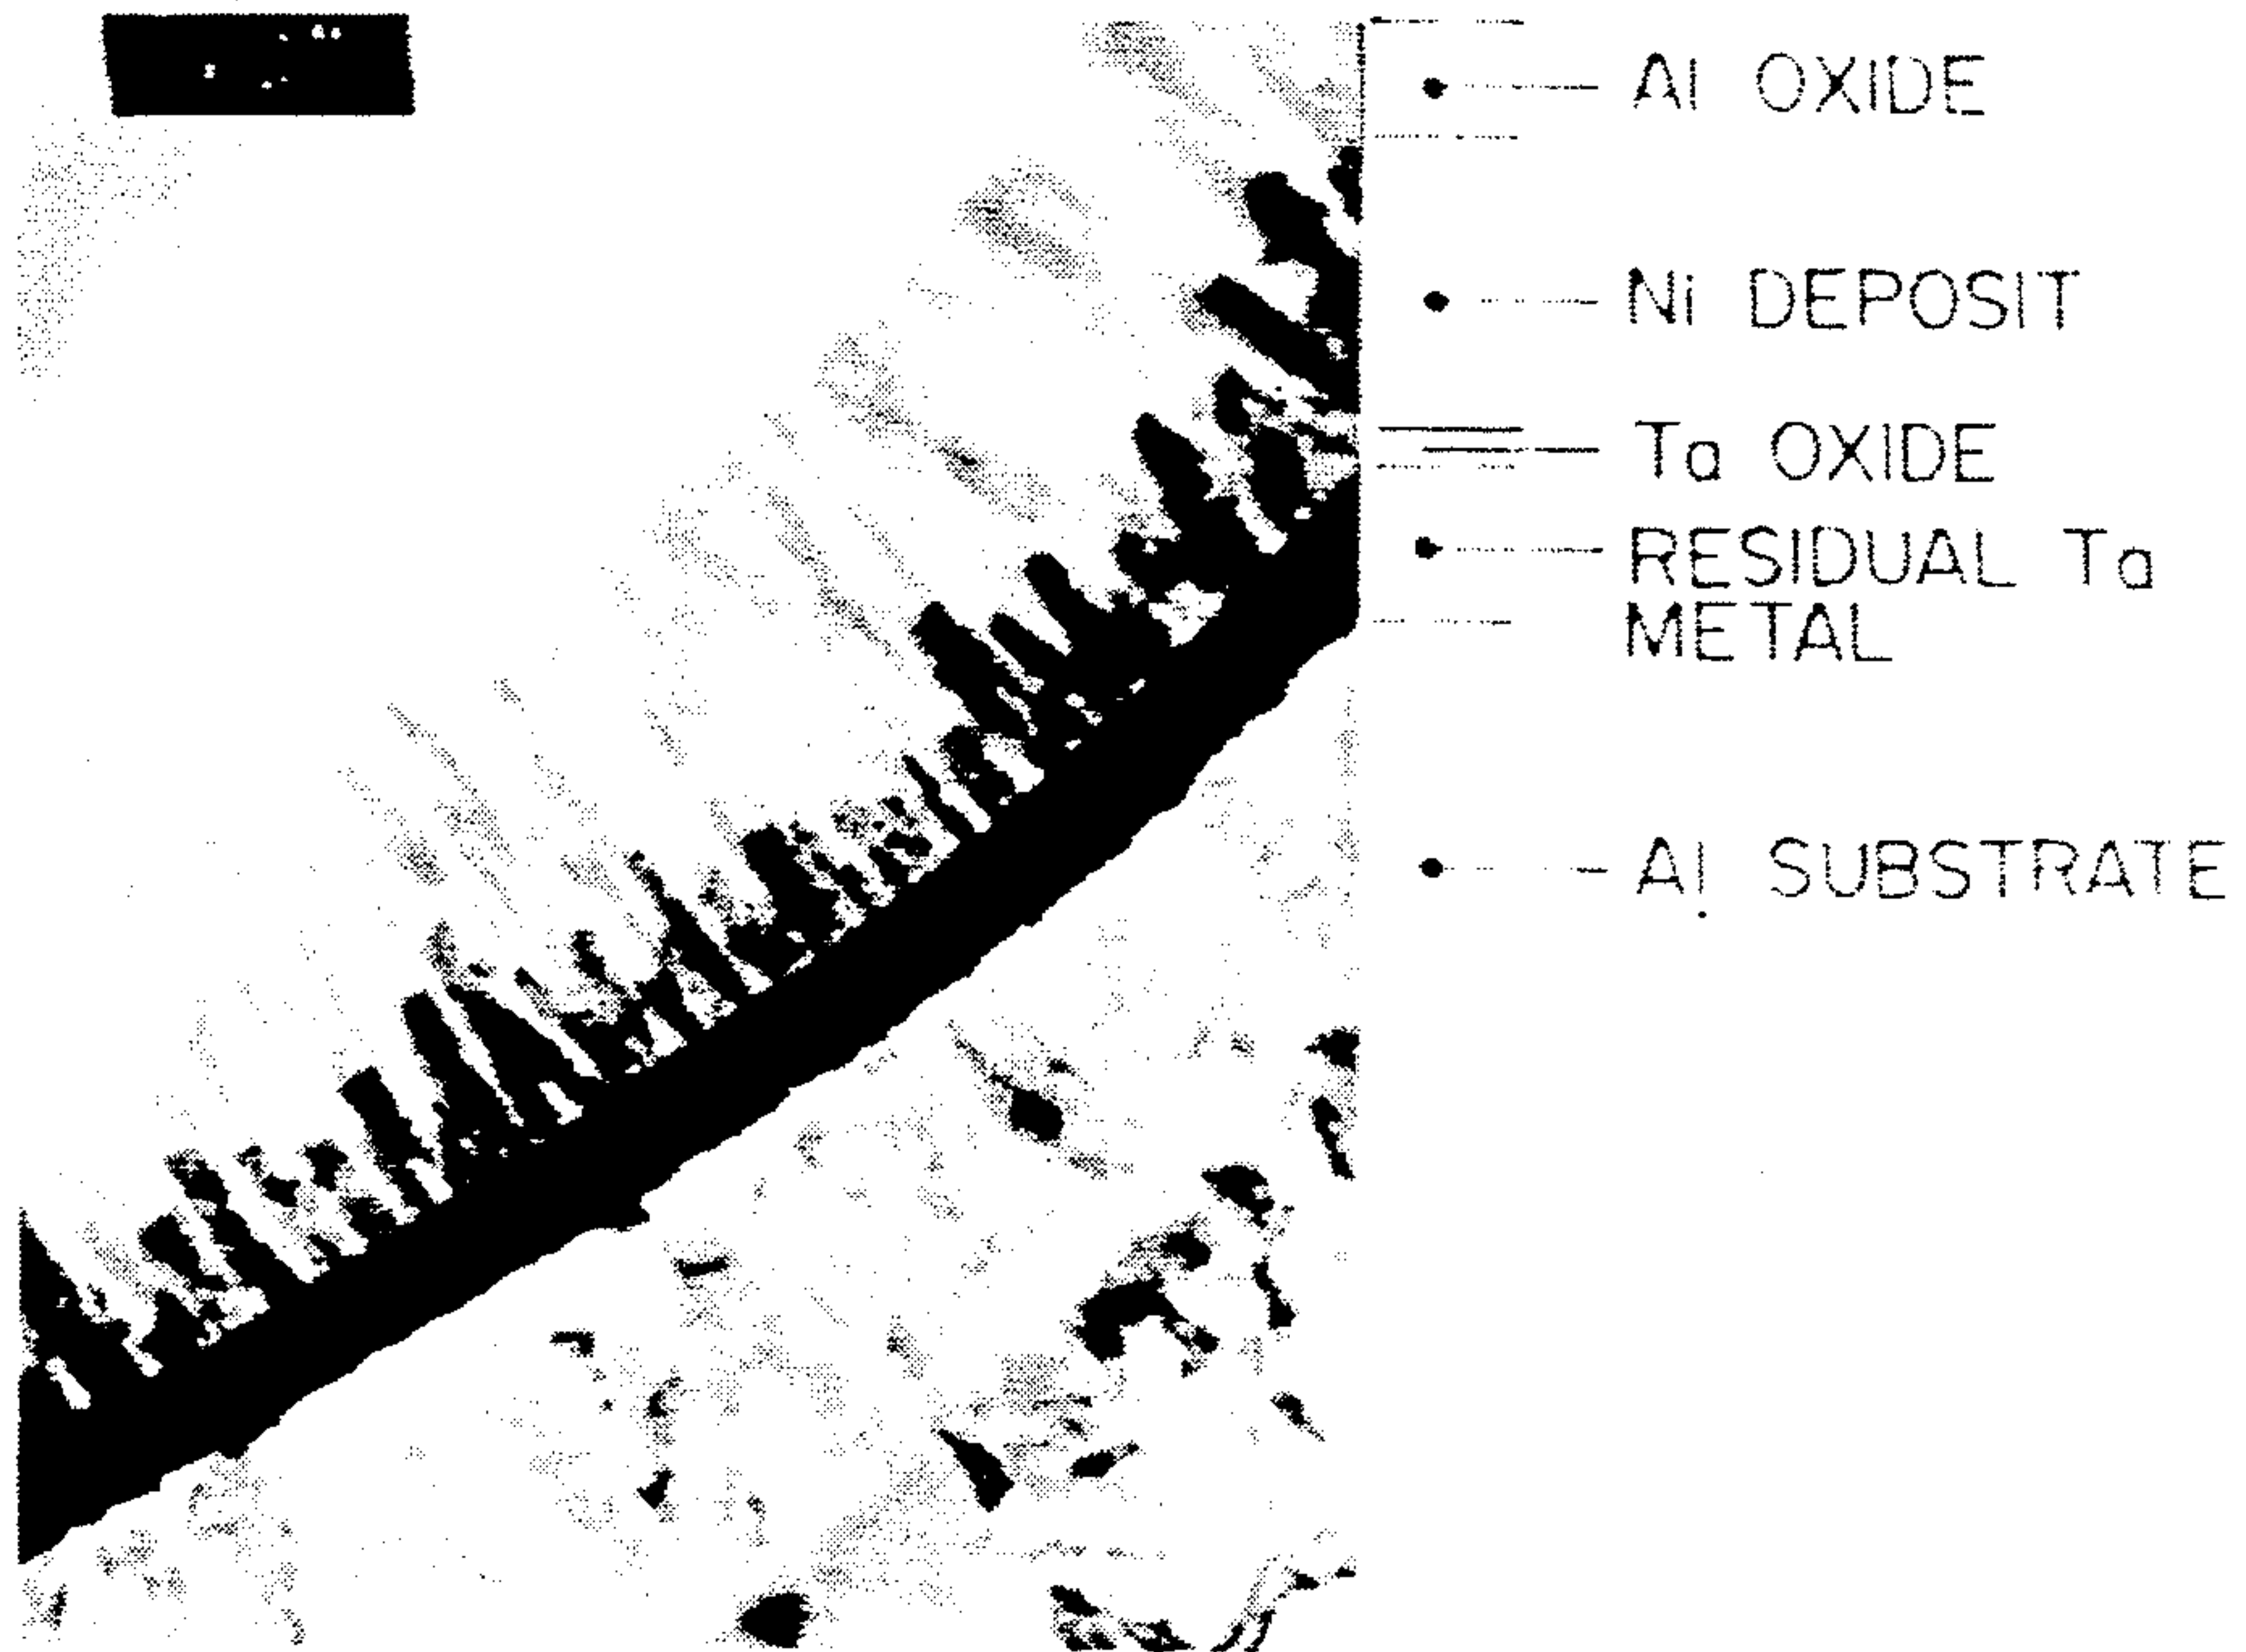 Al OXIDE
Ni DEPOSIT
Ta OXIDE
RESIDUAL Ta
METAL
Al SUBSTRATE